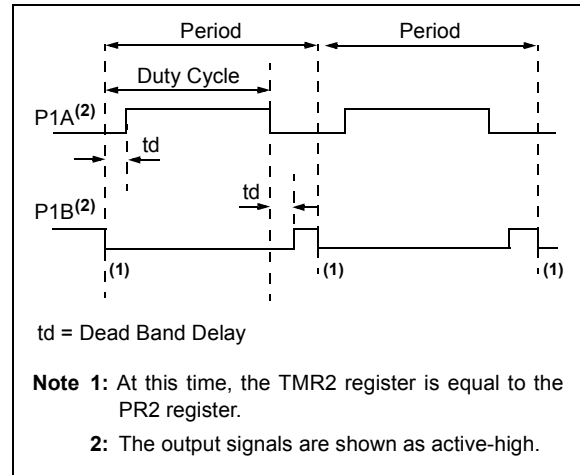 Period Period
Duty Cycle
P1A(2)
td
td
P1B(2)
(1) (1) (1)
td = Dead Band Delay
Note 1: At this time, the TMR2 register is equal to the
PR2 register.
2: The output signals are shown as active-high.